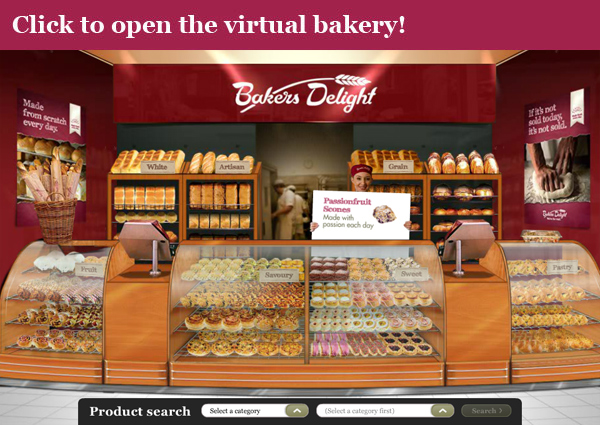 Click to open the virtual bakery!
Bakers Delight
Made
from scratch
every day.
If it's not
sold today,
it's not sold.
White
Artisan
Grain
Passionfruit
Scones
Made with
passion each day
Fruit
Savoury
Sweet
Pastry
Bakers Delight
Product search
Select a category
(Select a category first)
Search